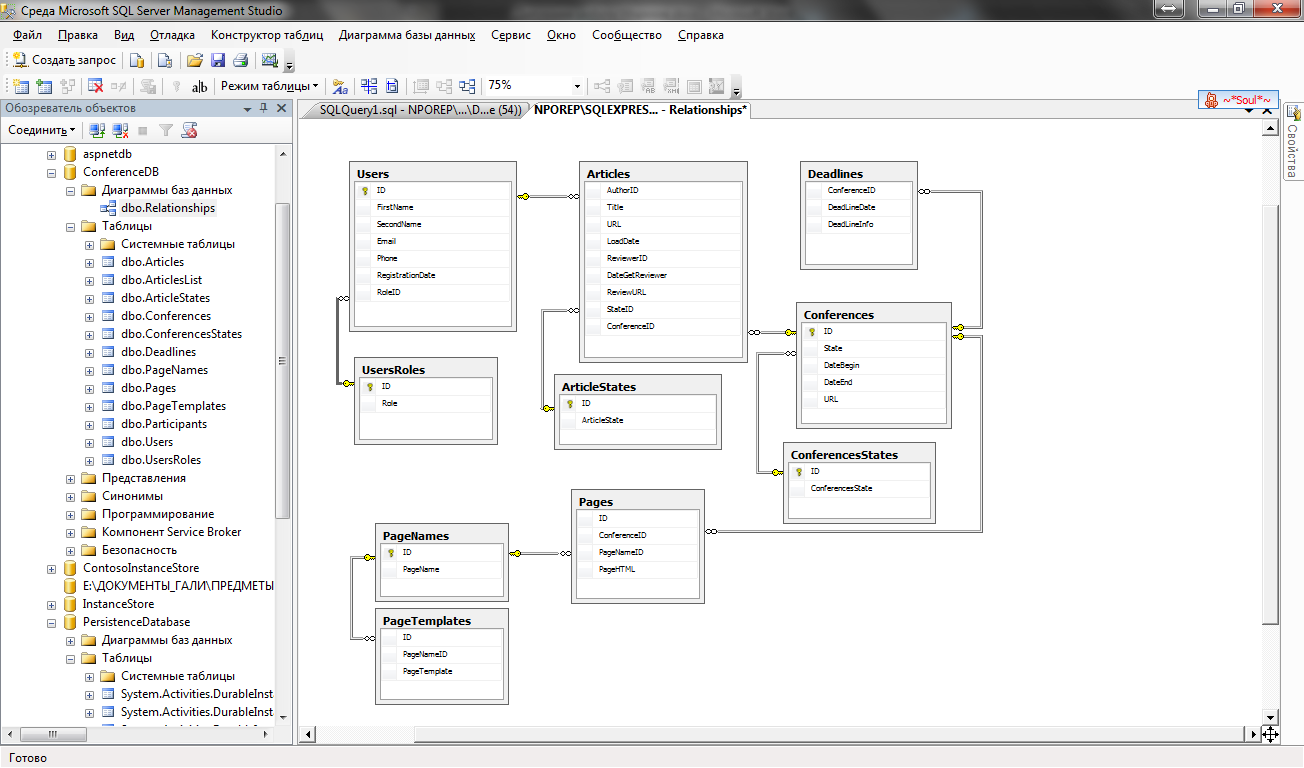 Среда Microsoft SQL Server Management Studio
Файл Правка Вид Отладка Конструктор таблиц Диаграмма базы данных Сервис Окно Сообщество Справка
Создать запрос
ab| Режим таблицы 75%
Обозреватель объектов
SQLQuery1.sql - NPOREP\...\D...e (54)) NPOREP\SQLEXPRES... - Relationships*
~*Soul*~
Соединить
Свойства
aspnetdb
ConferenceDB
Диаграммы баз данных
dbo.Relationships
Таблицы
Системные таблицы
dbo.Articles
dbo.ArticlesList
dbo.ArticleStates
dbo.Conferences
dbo.ConferencesStates
dbo.Deadlines
dbo.PageNames
dbo.Pages
dbo.PageTemplates
dbo.Participants
dbo.Users
dbo.UsersRoles
Представления
Синонимы
Программирование
Компонент Service Broker
Безопасность
ContosoInstanceStore
E:\ДОКУМЕНТЫ_ГАЛИ\ПРЕДМЕТЫ
InstanceStore
PersistenceDatabase
Диаграммы баз данных
Таблицы
Системные таблицы
System.Activities.DurableInst
System.Activities.DurableInst
Users
ID
FirstName
SecondName
Email
Phone
RegistrationDate
RoleID
Articles
AuthorID
Title
URL
LoadDate
ReviewerID
DateGetReviewer
ReviewURL
StateID
ConferenceID
Deadlines
ConferenceID
DeadLineDate
DeadLineInfo
Conferences
ID
State
DateBegin
DateEnd
URL
UsersRoles
ID
Role
ArticleStates
ID
ArticleState
ConferencesStates
ID
ConferencesState
Pages
ID
ConferenceID
PageNameID
PageHTML
PageNames
ID
PageName
PageTemplates
ID
PageNameID
PageTemplate
Готово